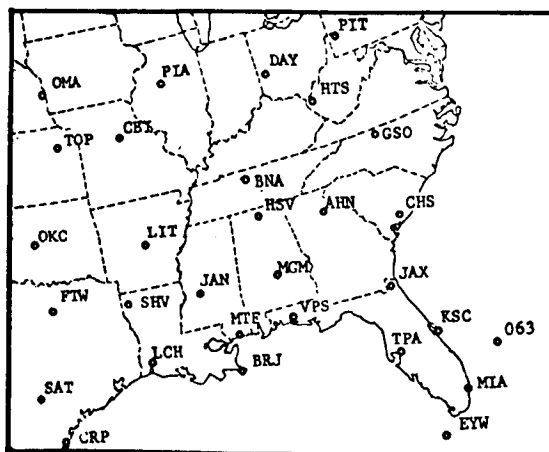 PIT
OMA
PIA
DAY
HTS
TOP
CBI
GSO
BNA
HSV
AHN
CHS
OKC
LIT
MGM
JAN
JAX
FTW
SHV
MTF
VPS
KSC
063
LCH
BRJ
TPA
SAT
MIA
CRP
EYW